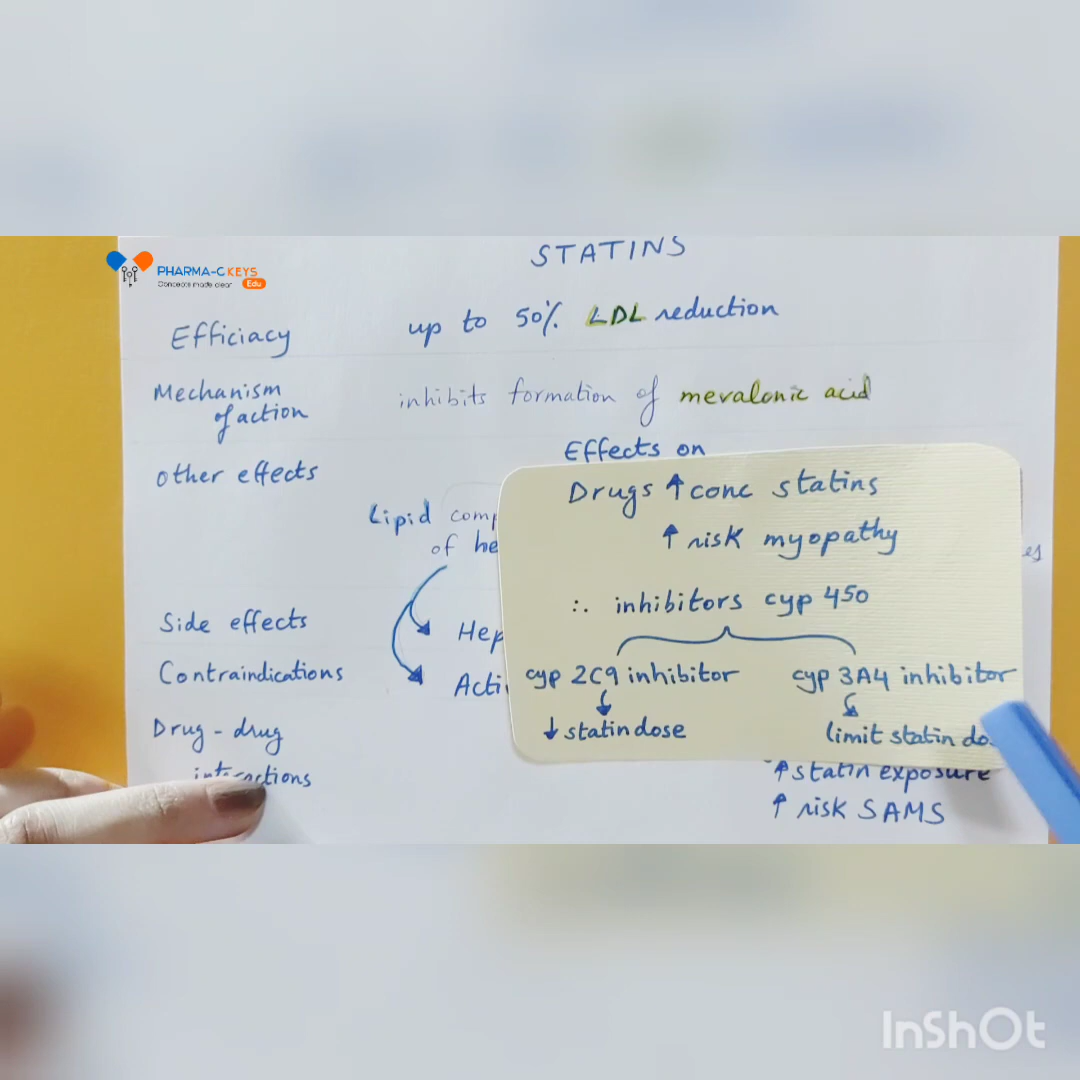 PHARMA-CKEYS
Concepts made clear Edu
STATINS
Efficiacy
up to 50% LDL reduction
Mechanism
of action
inhibits formation of mevalonic acid
Other effects
Effects on
Lipid
of
Side effects
Contraindications
Drug - drug
interactions
Drugs ↑ conc statins
↑ risk myopathy
∴ inhibitors cyp 450
cyp 2C9 inhibitor
↓ statin dose
cyp 3A4 inhibitor
limit statin
↑ statin exposure
↑ risk SAMS
InShOt